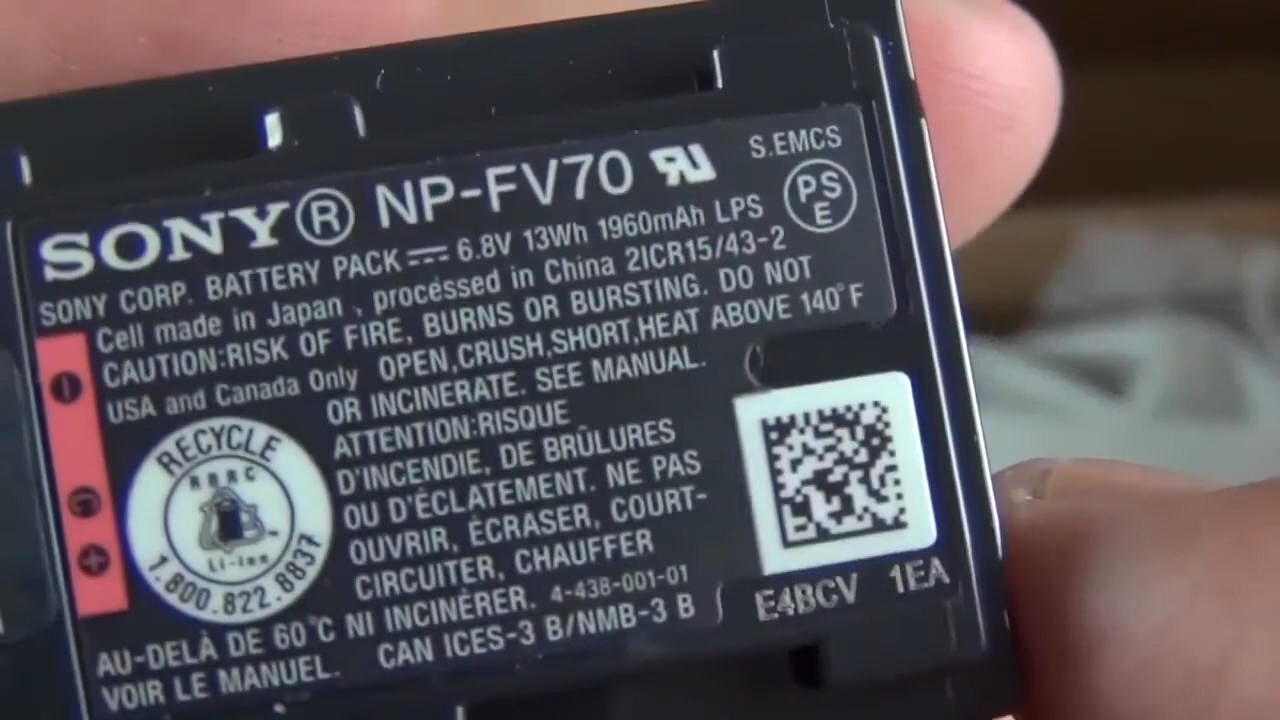 SONY® NP-FV70 S.EMCS
PSE
SONY CORP. BATTERY PACK 6.8V 13Wh 1960mAh LPS
Cell made in Japan , processed in China 2ICR15/43-2
CAUTION:RISK OF FIRE, BURNS OR BURSTING. DO NOT
USA and Canada Only OPEN,CRUSH,SHORT,HEAT ABOVE 140°F
OR INCINERATE. SEE MANUAL.
ATTENTION:RISQUE
D'INCENDIE, DE BRÛLURES
OU D'ÉCLATEMENT. NE PAS
OUVRIR, ÉCRASER, COURT-
CIRCUITER, CHAUFFER
AU-DELÀ DE 60°C NI INCINÉRER. 4-438-001-01
VOIR LE MANUEL. CAN ICES-3 B/NMB-3 B
RECYCLE
RBRC
Li-ion
1.800.822.8837
E4BCV 1EA